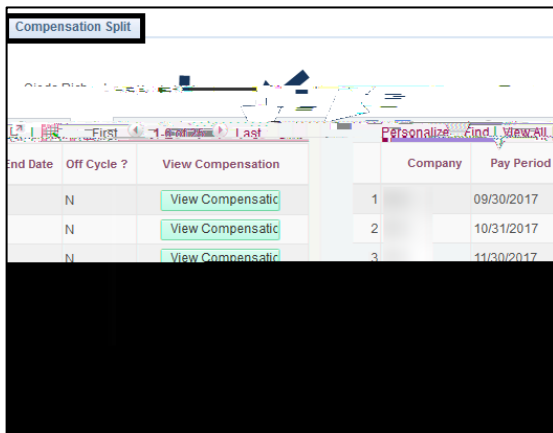 Compensation Split
First
Last
Personalize Find View All
End Date Off Cycle ? View Compensation Company Pay Period
N View Compensatic 1 09/30/2017
N View Compensatic 2 10/31/2017
N View Compensatic 3 11/30/2017